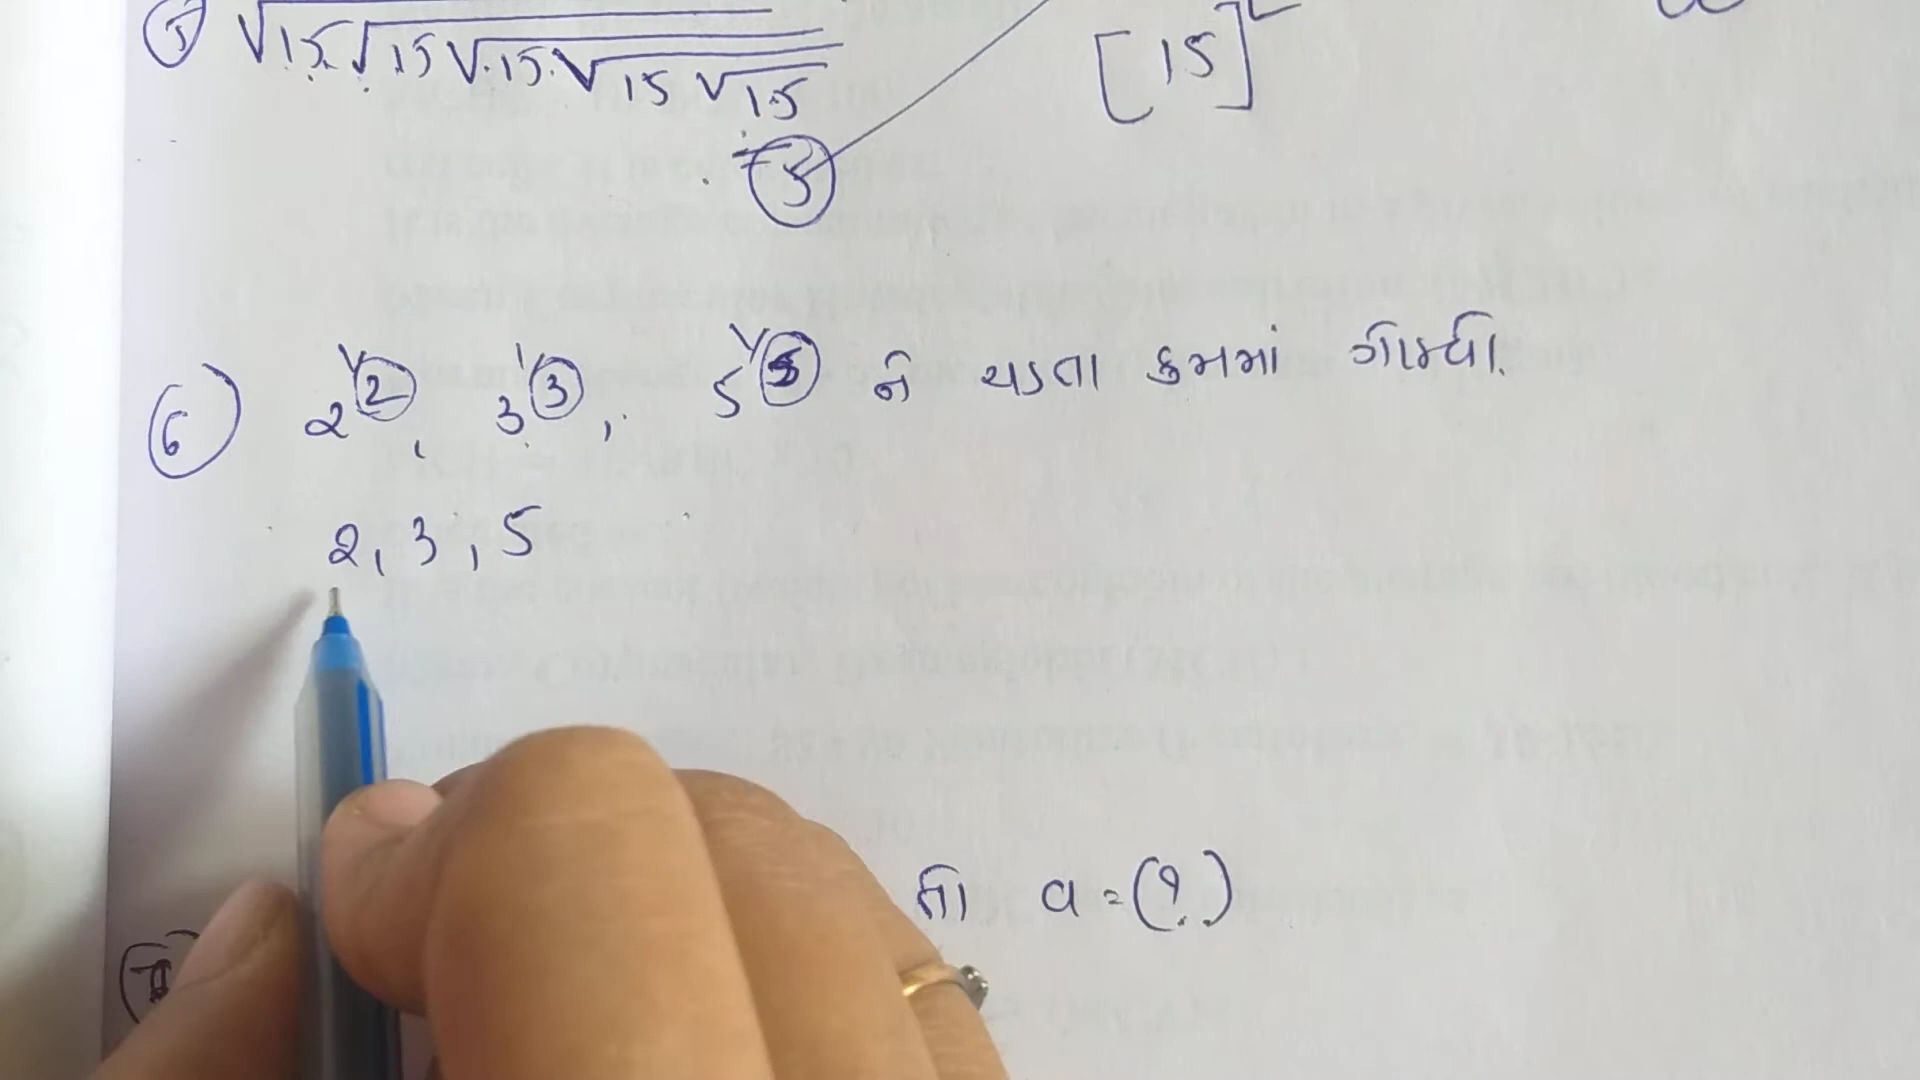 5 √15√15√15√15√15 [15]
= 5
6 2^1/2, 3^1/3, 5^1/5 ને ચડતા ક્રમમાં ગોઠવો.
2, 3, 5
તો a = (?)